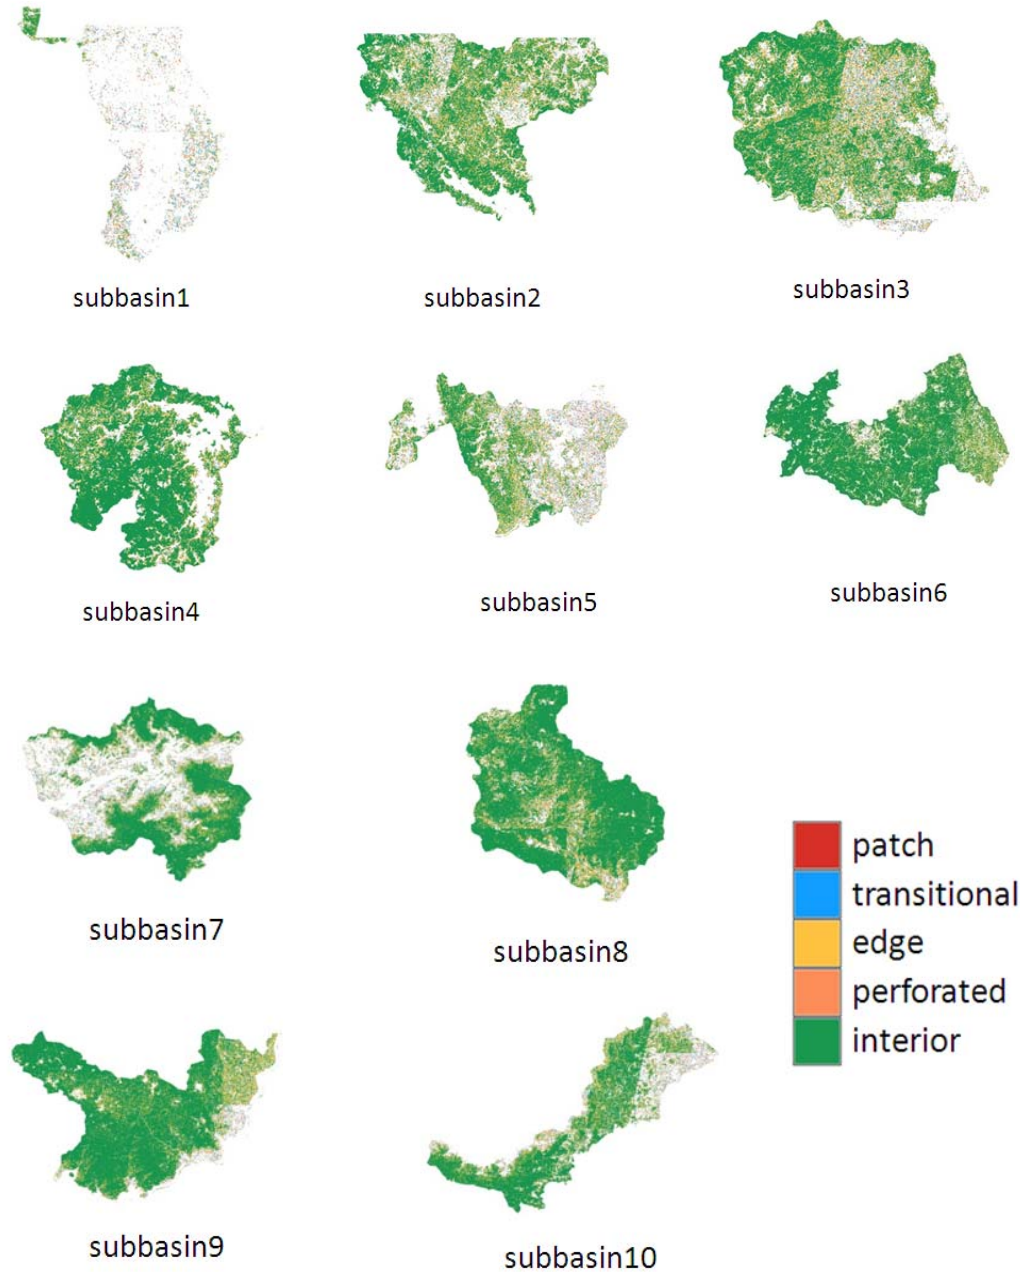 subbasin1
subbasin2
subbasin3
subbasin4
subbasin5
subbasin6
subbasin7
subbasin8
patch
transitional
edge
perforated
interior
subbasin9
subbasin10